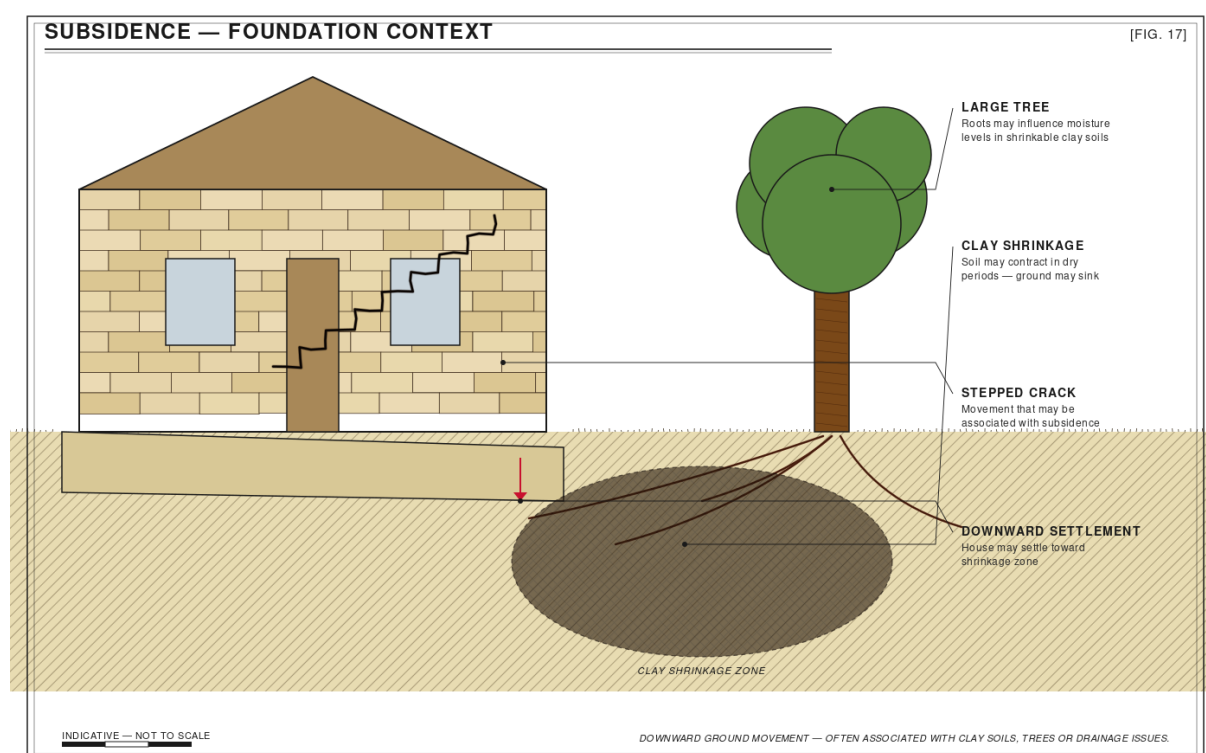 SUBSIDENCE — FOUNDATION CONTEXT
[FIG. 17]
LARGE TREE
Roots may influence moisture
levels in shrinkable clay soils
CLAY SHRINKAGE
Soil may contract in dry
periods — ground may sink
STEPPED CRACK
Movement that may be
associated with subsidence
DOWNWARD SETTLEMENT
House may settle toward
shrinkage zone
CLAY SHRINKAGE ZONE
INDICATIVE — NOT TO SCALE
DOWNWARD GROUND MOVEMENT — OFTEN ASSOCIATED WITH CLAY SOILS, TREES OR DRAINAGE ISSUES.